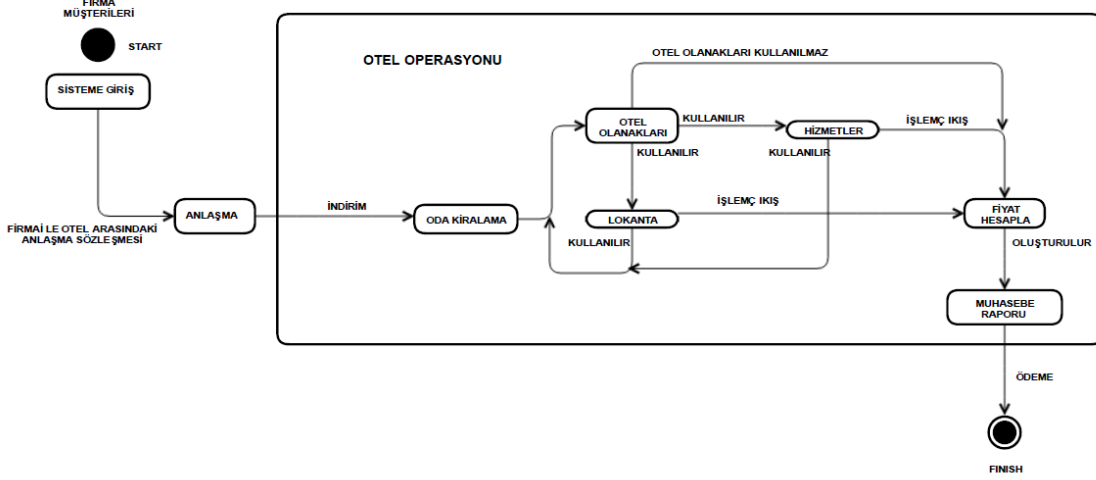 FİRMA
MÜŞTERİLERİ
START
SİSTEME GİRİŞ
FİRMAİ LE OTEL ARASINDAKİ
ANLAŞMA SÖZLEŞMESİ
ANLAŞMA
İNDİRİM
OTEL OPERASYONU
ODA KİRALAMA
OTEL OLANAKLARI KULLANILMAZ
OTEL
OLANAKLARI
KULLANILIR
KULLANILIR
HİZMETLER
KULLANILIR
İŞLEMÇ IKIŞ
LOKANTA
KULLANILIR
İŞLEMÇ IKIŞ
FİYAT
HESAPLA
OLUŞTURULUR
MUHASEBE
RAPORU
ÖDEME
FINISH